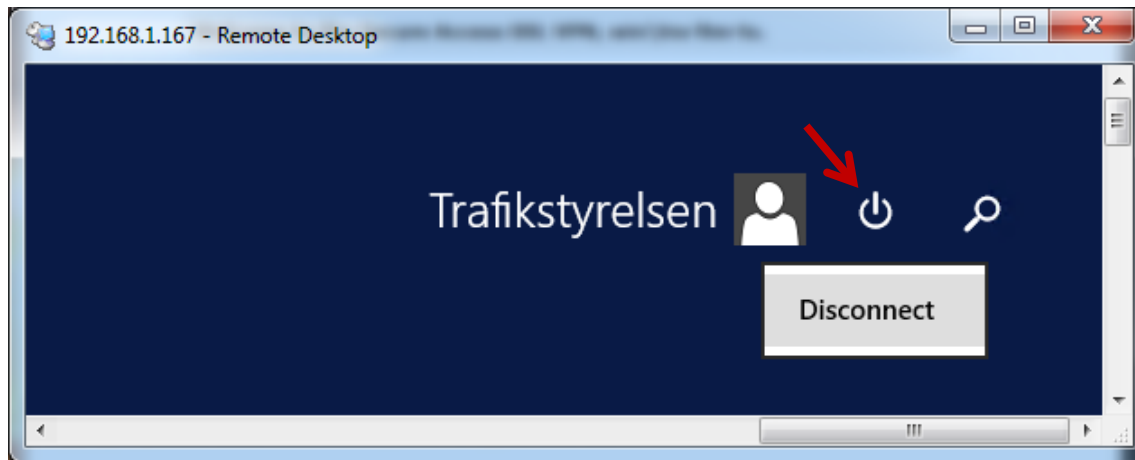 192.168.1.167 - Remote Desktop
Trafikstyrelsen
Disconnect